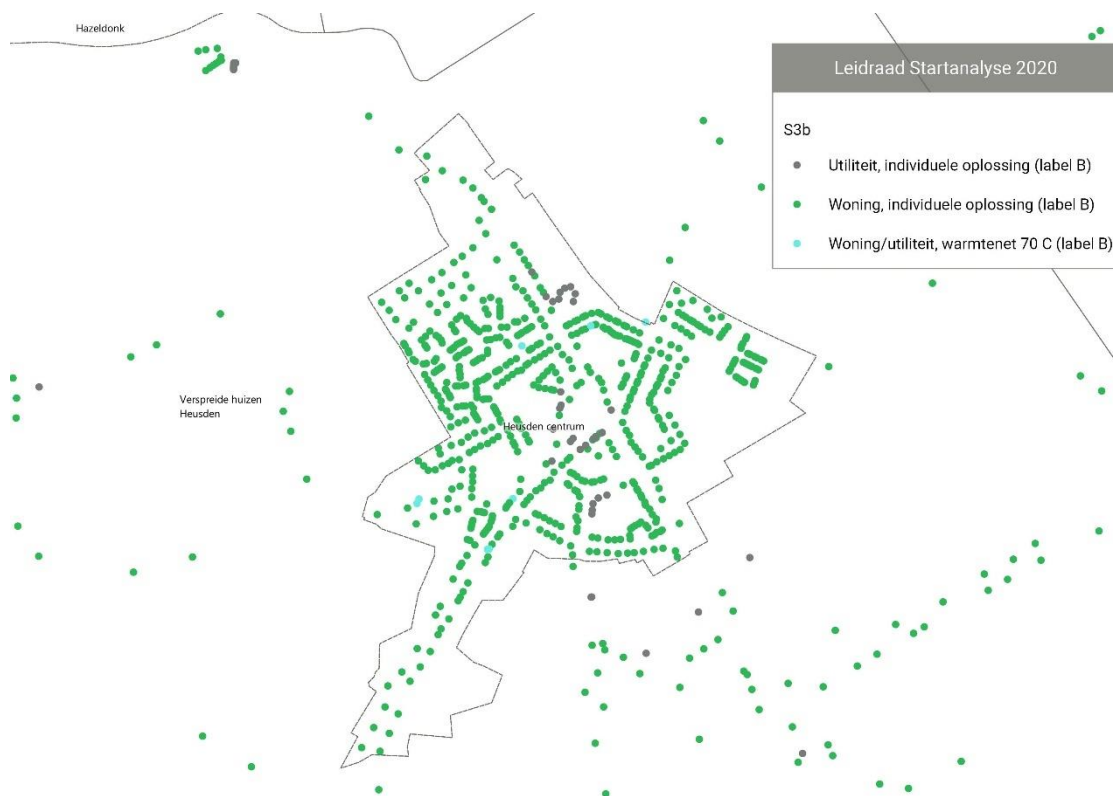 Hazeldonk
Leidraad Startanalyse 2020
S3b
Utiliteit, individuele oplossing (label B)
Woning, individuele oplossing (label B)
Woning/utiliteit, warmtenet 70 C (label B)
Verspreide huizen
Heusden
Heusden centrum